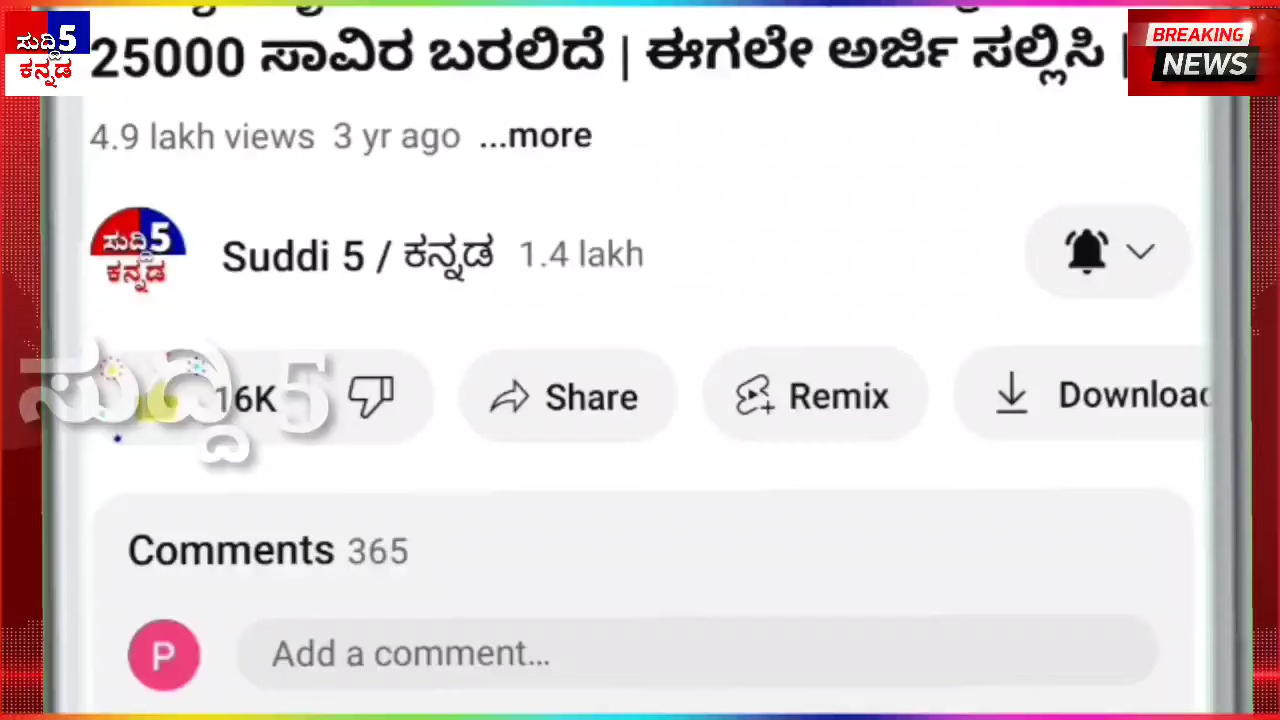 ಸುದ್ದಿ 5
ಕನ್ನಡ
BREAKING
NEWS
25000 ಸಾವಿರ ಬರಲಿದೆ | ಈಗಲೇ ಅರ್ಜಿ ಸಲ್ಲಿಸಿ |
4.9 lakh views 3 yr ago ...more
ಸುದ್ದಿ 5
ಕನ್ನಡ
Suddi 5 / ಕನ್ನಡ 1.4 lakh
ಸುದ್ದಿ 5
16K Share Remix Download
Comments 365
P Add a comment...